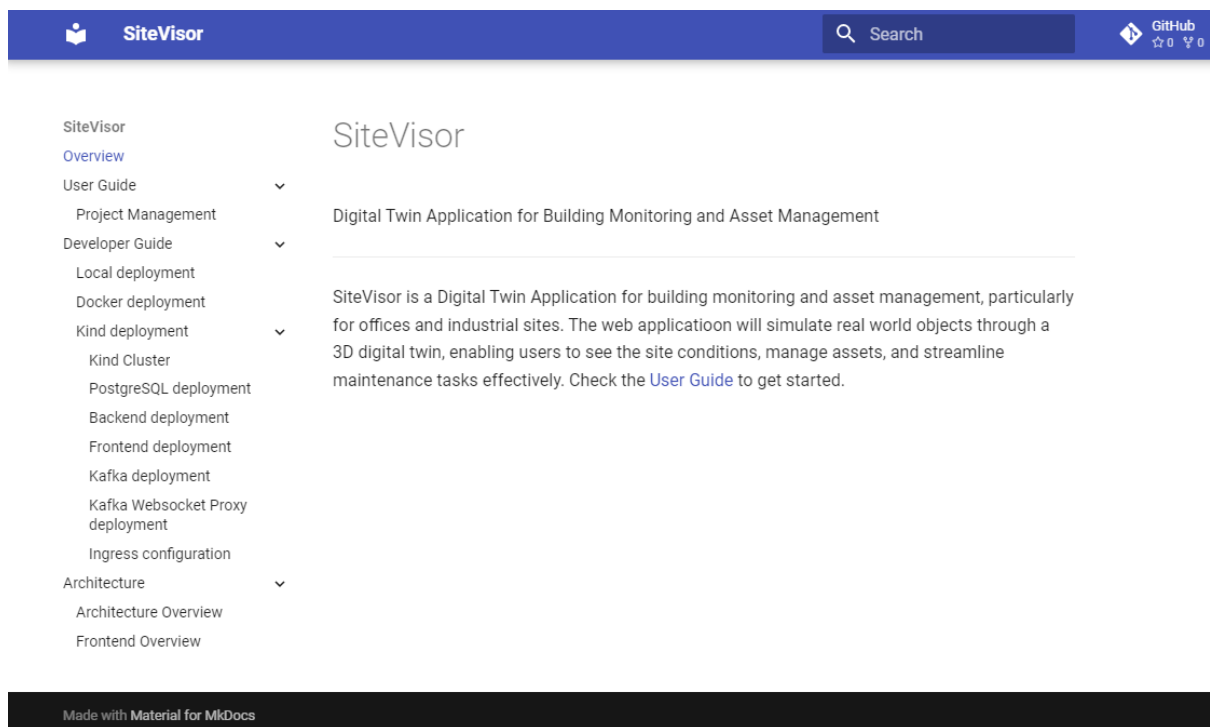 SiteVisor
Search
GitHub
0 0
SiteVisor
Overview
User Guide
Project Management
Developer Guide
Local deployment
Docker deployment
Kind deployment
Kind Cluster
PostgreSQL deployment
Backend deployment
Frontend deployment
Kafka deployment
Kafka Websocket Proxy
deployment
Ingress configuration
Architecture
Architecture Overview
Frontend Overview
SiteVisor
Digital Twin Application for Building Monitoring and Asset Management
SiteVisor is a Digital Twin Application for building monitoring and asset management, particularly
for offices and industrial sites. The web applicatioon will simulate real world objects through a
3D digital twin, enabling users to see the site conditions, manage assets, and streamline
maintenance tasks effectively. Check the User Guide to get started.
Made with Material for MkDocs